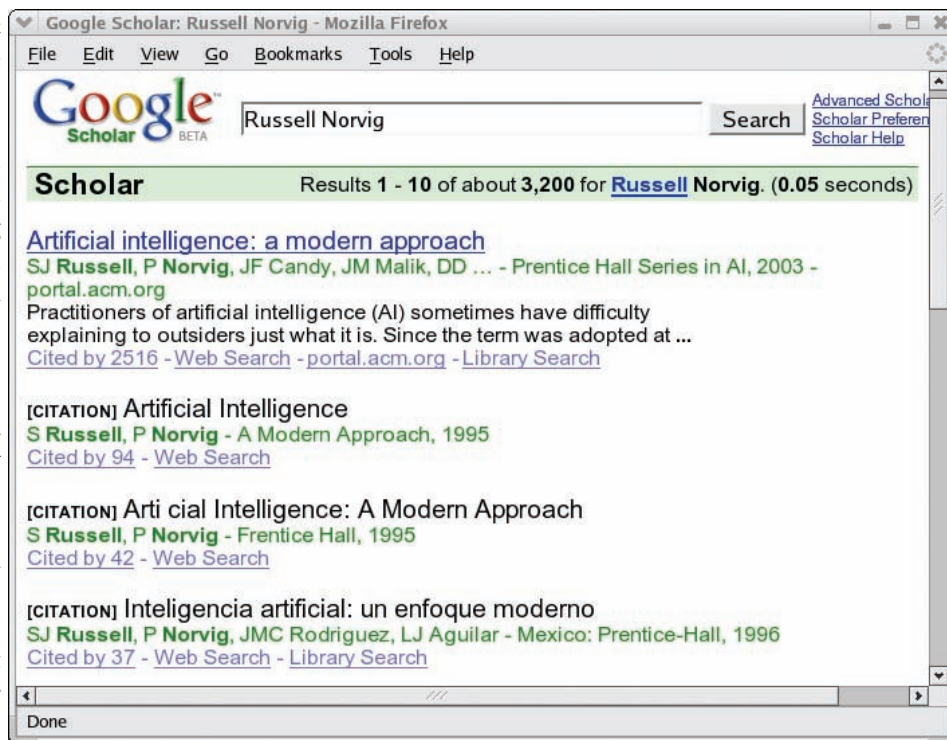 Google Scholar: Russell Norvig - Mozilla Firefox
File Edit View Go Bookmarks Tools Help
Google™
Scholar BETA
Russell Norvig
Search
Advanced Schola
Scholar Preferen
Scholar Help
Scholar Results 1 - 10 of about 3,200 for Russell Norvig. (0.05 seconds)
Artificial intelligence: a modern approach
SJ Russell, P Norvig, JF Candy, JM Malik, DD ... - Prentice Hall Series in AI, 2003 -
portal.acm.org
Practitioners of artificial intelligence (AI) sometimes have difficulty
explaining to outsiders just what it is. Since the term was adopted at ...
Cited by 2516 - Web Search - portal.acm.org - Library Search
[CITATION] Artificial Intelligence
S Russell, P Norvig - A Modern Approach, 1995
Cited by 94 - Web Search
[CITATION] Arti cial Intelligence: A Modern Approach
S Russell, P Norvig - Frentice Hall, 1995
Cited by 42 - Web Search
[CITATION] Inteligencia artificial: un enfoque moderno
SJ Russell, P Norvig, JMC Rodriguez, LJ Aguilar - Mexico: Prentice-Hall, 1996
Cited by 37 - Web Search - Library Search
Done